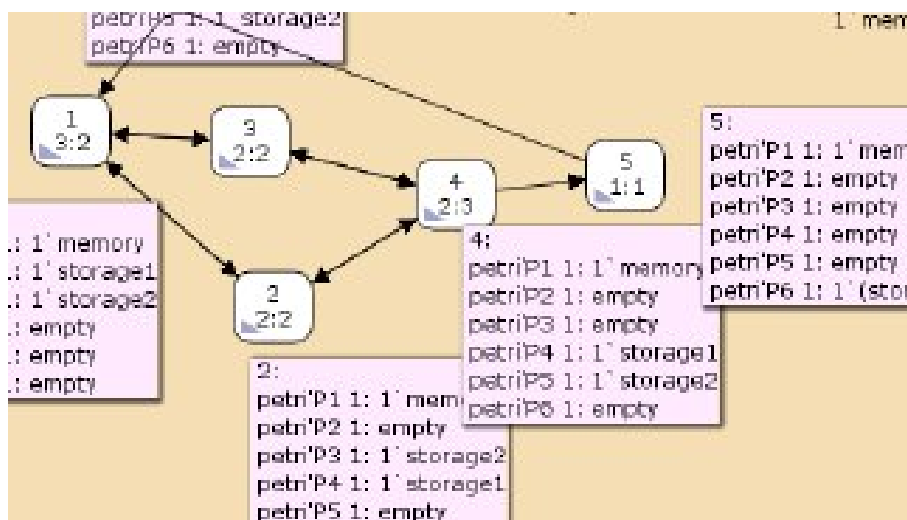 petri'P5 1: 1`storage2
petri'P6 1: empty
1`mem
1
3:2
3
2:2
4
2:3
5
1:1
2
2:2
.: 1`memory
.: 1`storage1
.: 1`storage2
.: empty
.: empty
.: empty
5:
petri'P1 1: 1`mem
petri'P2 1: empty
petri'P3 1: empty
petri'P4 1: empty
petri'P5 1: empty
petri'P6 1: 1`(stor
4:
petri'P1 1: 1`memory
petri'P2 1: empty
petri'P3 1: empty
petri'P4 1: 1`storage1
petri'P5 1: 1`storage2
petri'P6 1: empty
2:
petri'P1 1: 1`mem
petri'P2 1: empty
petri'P3 1: 1`storage2
petri'P4 1: 1`storage1
petri'P5 1: empty